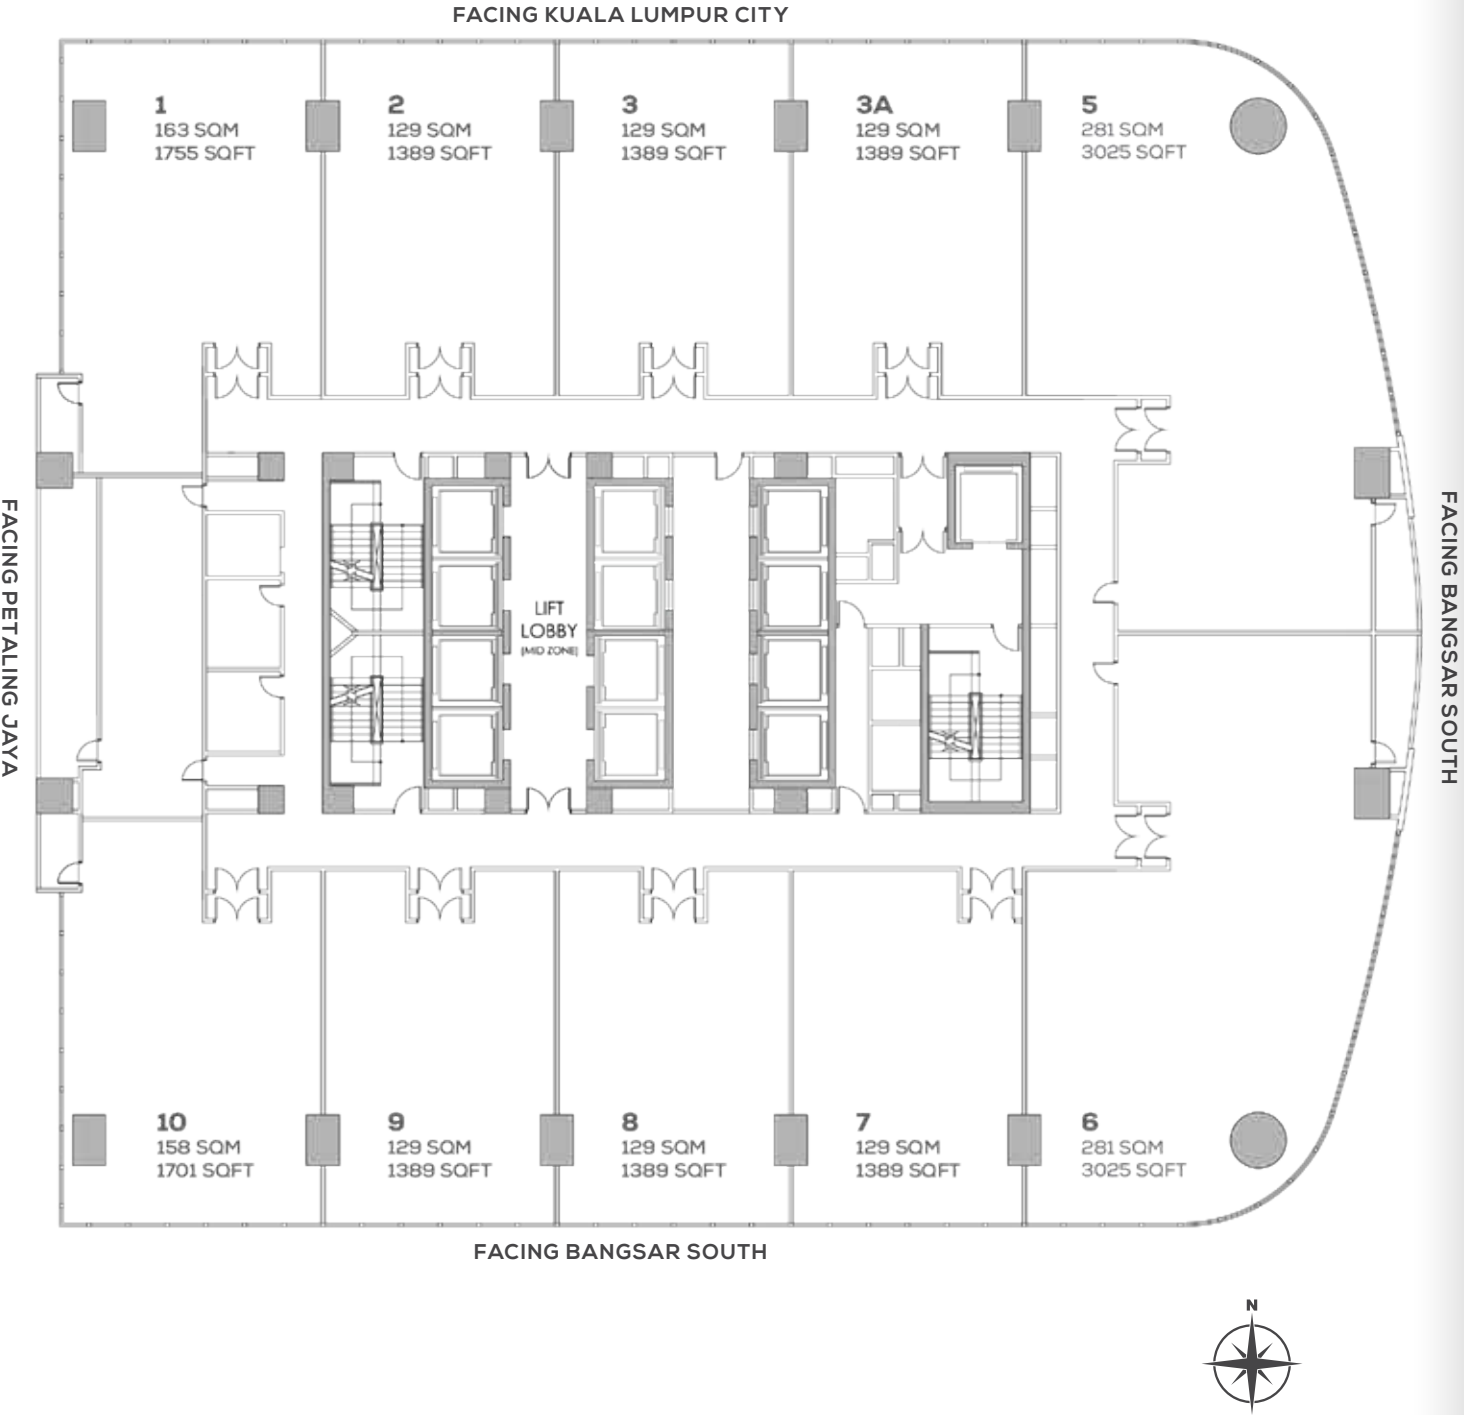 FACING KUALA LUMPUR CITY
1
163 SQM
1755 SQFT
2
129 SQM
1389 SQFT
3
129 SQM
1389 SQFT
3A
129 SQM
1389 SQFT
5
281 SQM
3025 SQFT
FACING PETALING JAYA
LIFT
LOBBY
(MID ZONE)
FACING BANGSAR SOUTH
10
158 SQM
1701 SQFT
9
129 SQM
1389 SQFT
8
129 SQM
1389 SQFT
7
129 SQM
1389 SQFT
6
281 SQM
3025 SQFT
FACING BANGSAR SOUTH
N